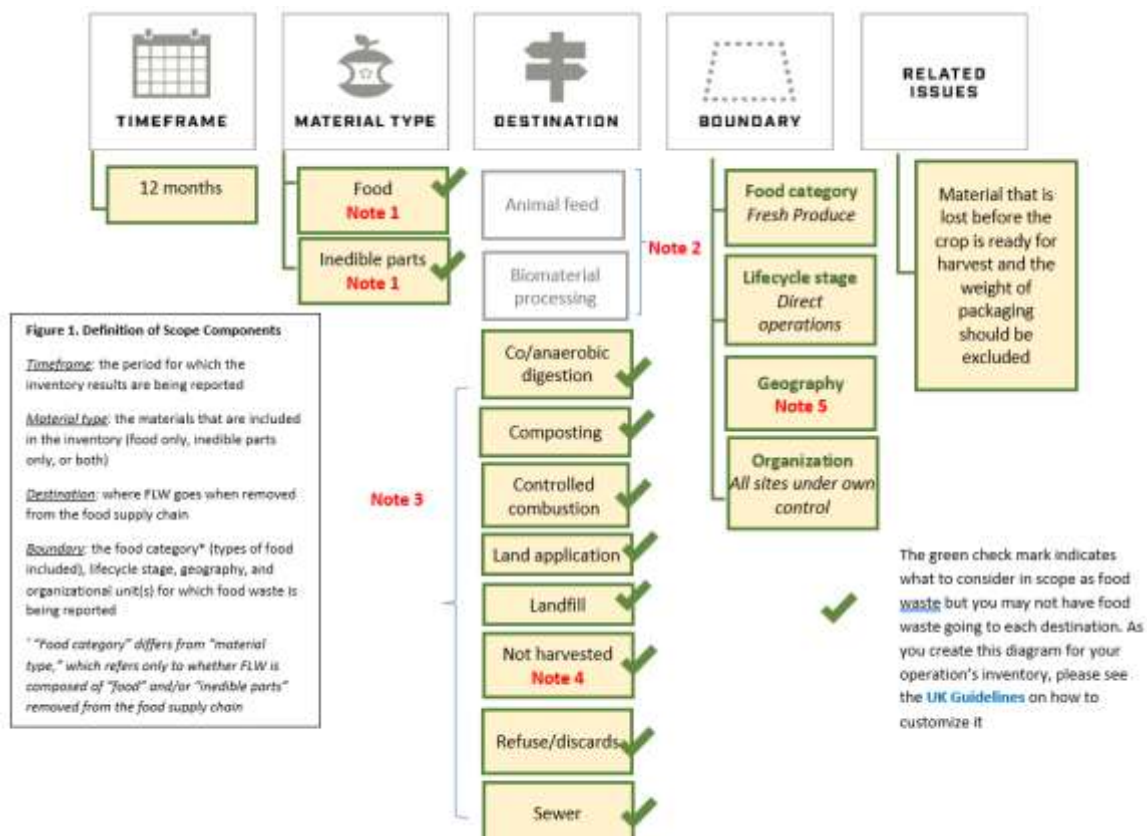 TIMEFRAME
MATERIAL TYPE
DESTINATION
BOUNDARY
RELATED
ISSUES
12 months
Food
Note 1
Inedible parts
Note 1
Animal feed
Biomaterial
processing
Note 2
Co/anaerobic
digestion
Composting
Controlled
combustion
Land application
Landfill
Not harvested
Note 4
Refuse/discards
Sewer
Note 3
Food category
Fresh Produce
Lifecycle stage
Direct
operations
Geography
Note 5
Organization
All sites under own
control
Material that is
lost before the
crop is ready for
harvest and the
weight of
packaging
should be
excluded
Figure 1. Definition of Scope Components
Timeframe: the period for which the
inventory results are being reported
Material type: the materials that are included
in the inventory (food only, inedible parts
only, or both)
Destination: where FLW goes when removed
from the food supply chain
Boundary: the food category* (types of food
included), lifecycle stage, geography, and
organizational unit(s) for which food waste is
being reported
* "Food category" differs from "material
type," which refers only to whether FLW is
composed of "food" and/or "inedible parts"
removed from the food supply chain
The green check mark indicates
what to consider in scope as food
waste but you may not have food
waste going to each destination. As
you create this diagram for your
operation's inventory, please see
the UK Guidelines on how to
customize it